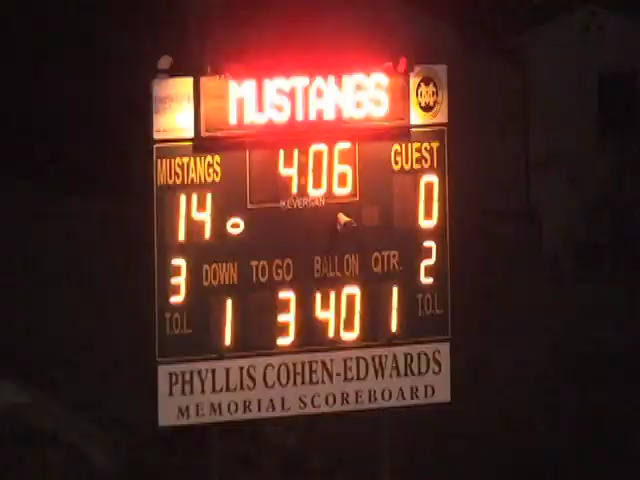 MUSTANGS
MUSTANGS 4:06 GUEST
14 0
3 DOWN TO GO BALL ON QTR. 2
T.O.L. 1 3 40 1 T.O.L.
PHYLLIS COHEN-EDWARDS
MEMORIAL SCOREBOARD